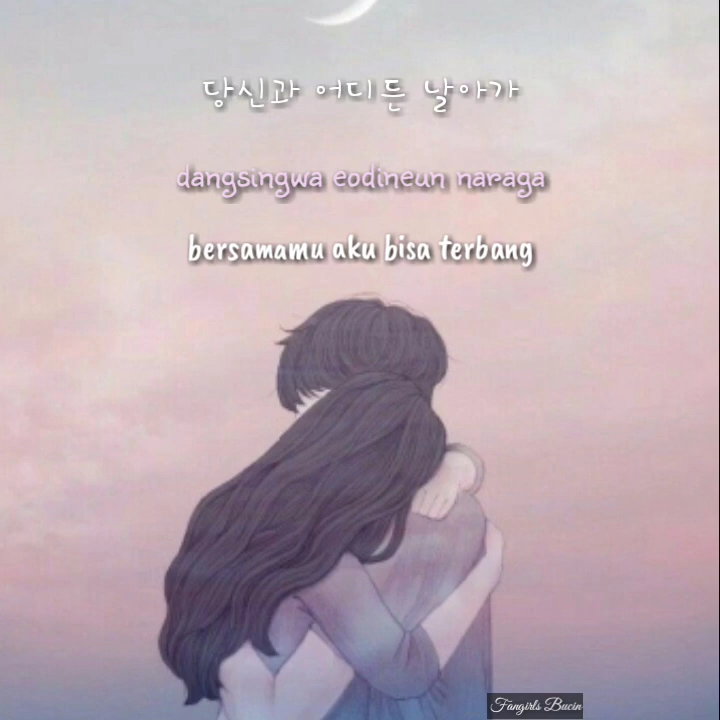 당신과 어디든 날아가
dangsingwa eodineun naraga
bersamamu aku bisa terbang
Fangirls Bucin